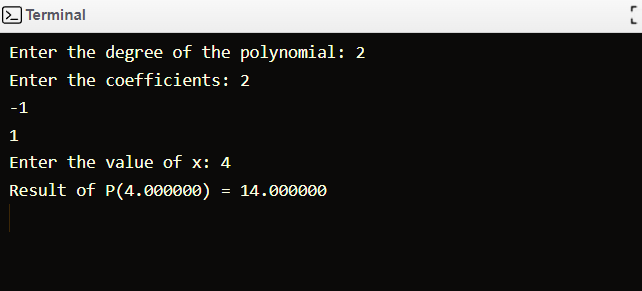 Terminal
Enter the degree of the polynomial: 2
Enter the coefficients: 2
-1
1
Enter the value of x: 4
Result of P(4.000000) = 14.000000